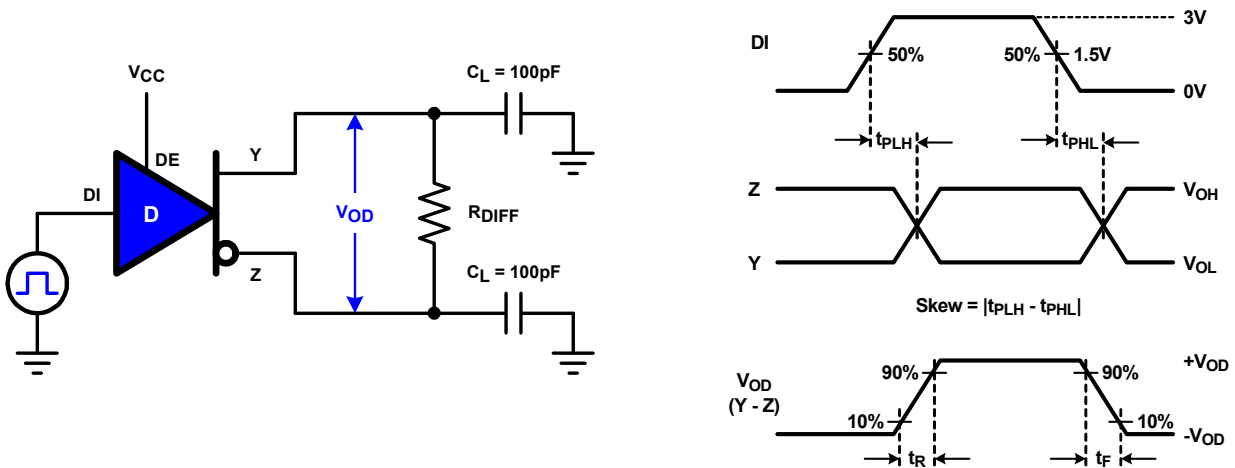 VCC
DE
DI
D
Y
Z
VOD
RDIFF
CL = 100pF
CL = 100pF
DI
3V
50%
50%
1.5V
0V
tPLH
tPHL
Z
VOH
Y
VOL
Skew = |tPLH - tPHL|
VOD
(Y - Z)
90%
90%
+VOD
10%
10%
-VOD
tR
tF